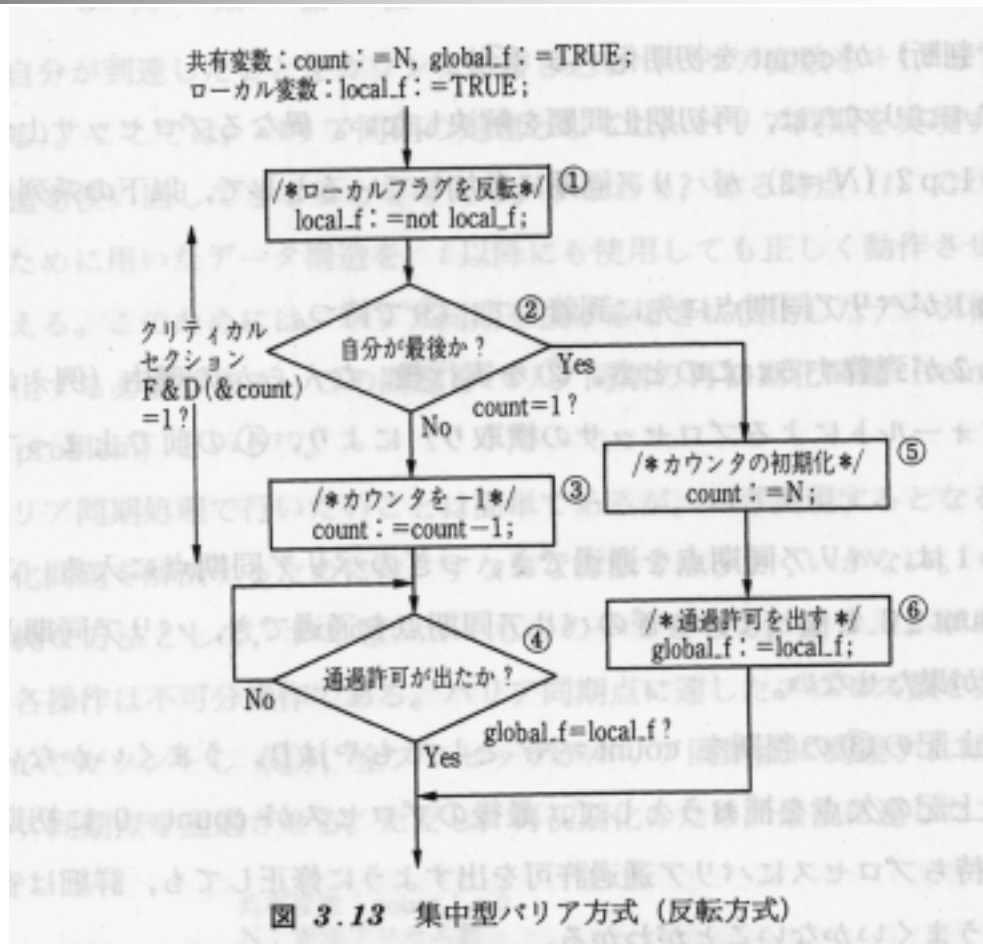 共有変数：count：=N，global_f：=TRUE；
ローカル変数：local_f：=TRUE；
①
/*ローカルフラグを反転*/
local_f：=not local_f；
②
自分が最後か？
Yes
クリティカル
セクション
F&D(&count)
=1？
count=1？
No
/*カウンタを-1*/
③
count：=count-1；
/*カウンタの初期化*/
⑤
count：=N；
/*通過許可を出す*/
⑥
global_f：=local_f；
④
通過許可が出たか？
No
global_f=local_f？
Yes
図 3.13 集中型バリア方式（反転方式）